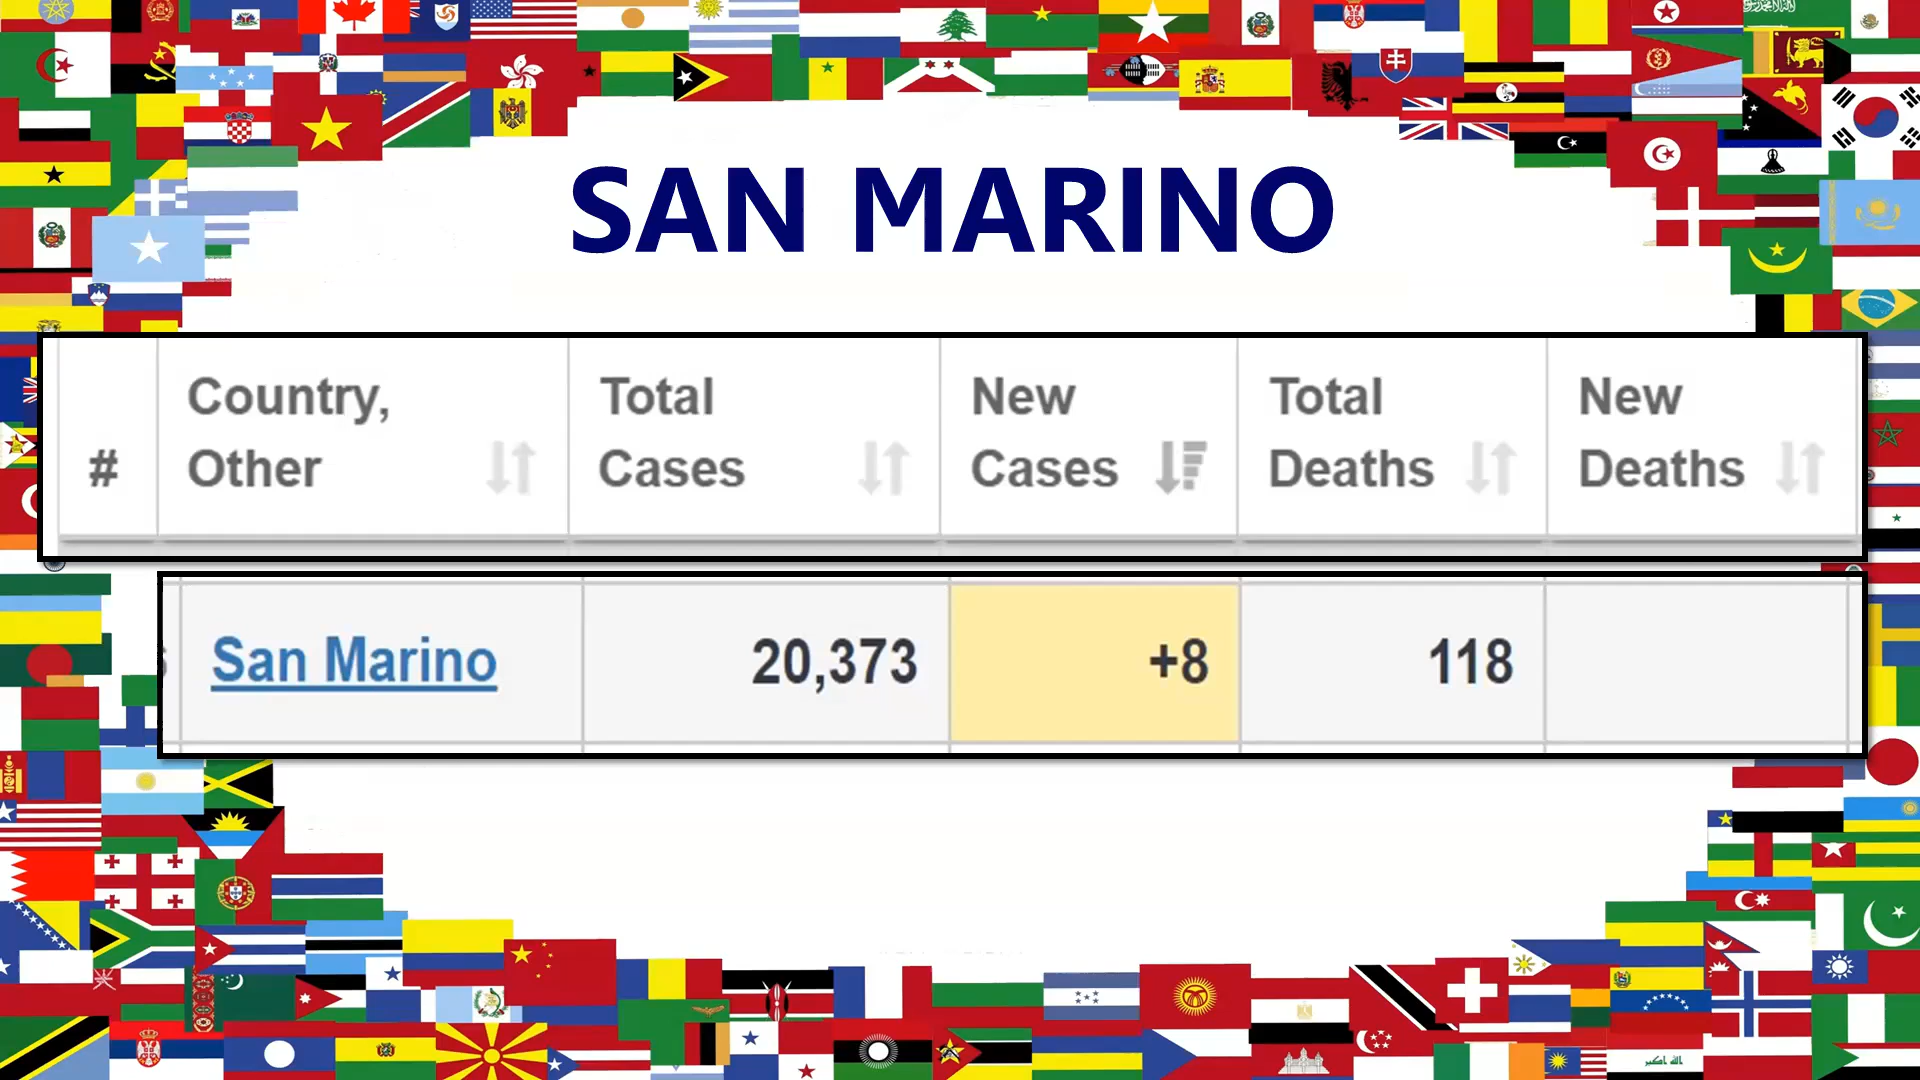 SAN MARINO
# Country, Other Total Cases New Cases Total Deaths New Deaths
San Marino 20,373 +8 118